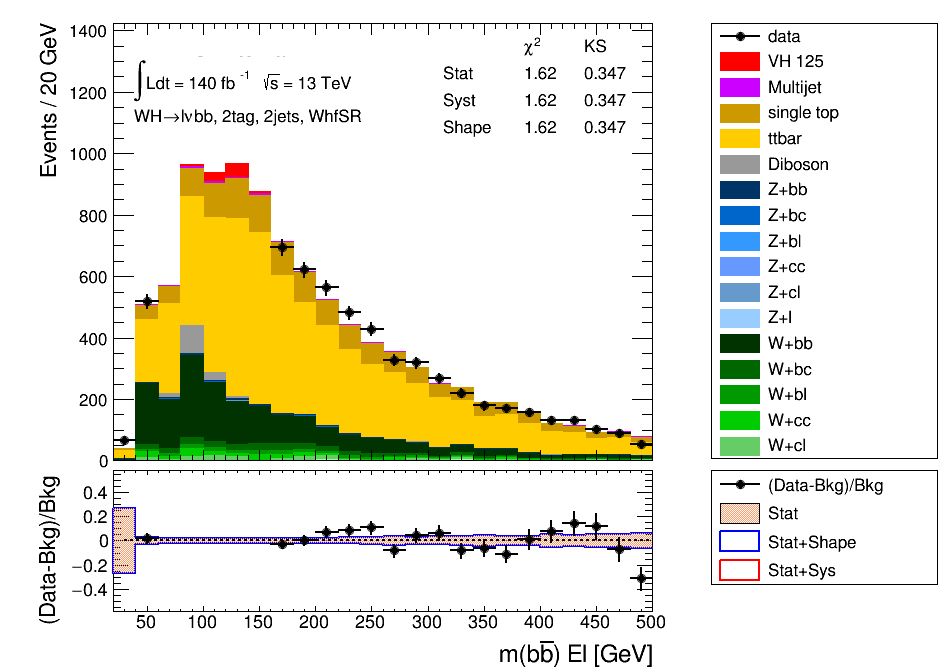 Events / 20 GeV
1400
1200
1000
800
600
400
200
0
∫Ldt = 140 fb⁻¹ √s = 13 TeV
WH→lνbb, 2tag, 2jets, WhfSR
χ² KS
Stat 1.62 0.347
Syst 1.62 0.347
Shape 1.62 0.347
data
VH 125
Multijet
single top
ttbar
Diboson
Z+bb
Z+bc
Z+bl
Z+cc
Z+cl
Z+l
W+bb
W+bc
W+bl
W+cc
W+cl
(Data-Bkg)/Bkg
0.4
0.2
0
−0.2
−0.4
50 100 150 200 250 300 350 400 450 500
m(bb̅) El [GeV]
(Data-Bkg)/Bkg
Stat
Stat+Shape
Stat+Sys